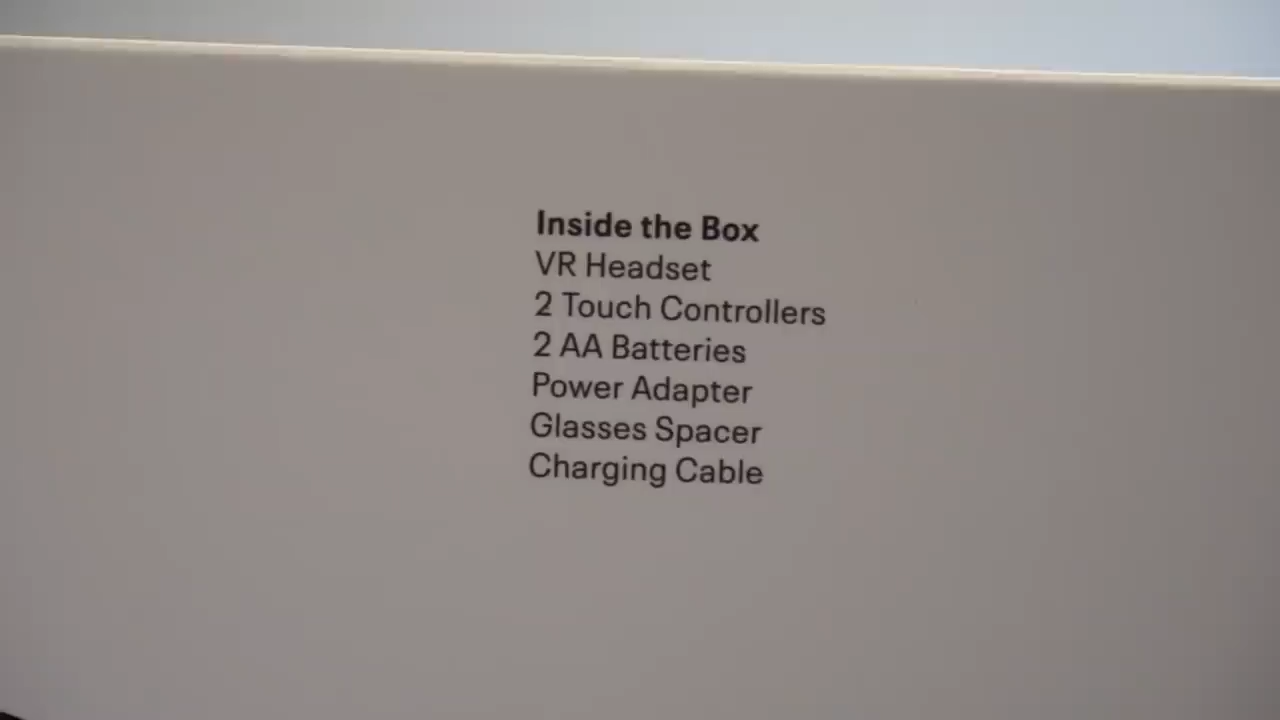 Inside the Box
VR Headset
2 Touch Controllers
2 AA Batteries
Power Adapter
Glasses Spacer
Charging Cable